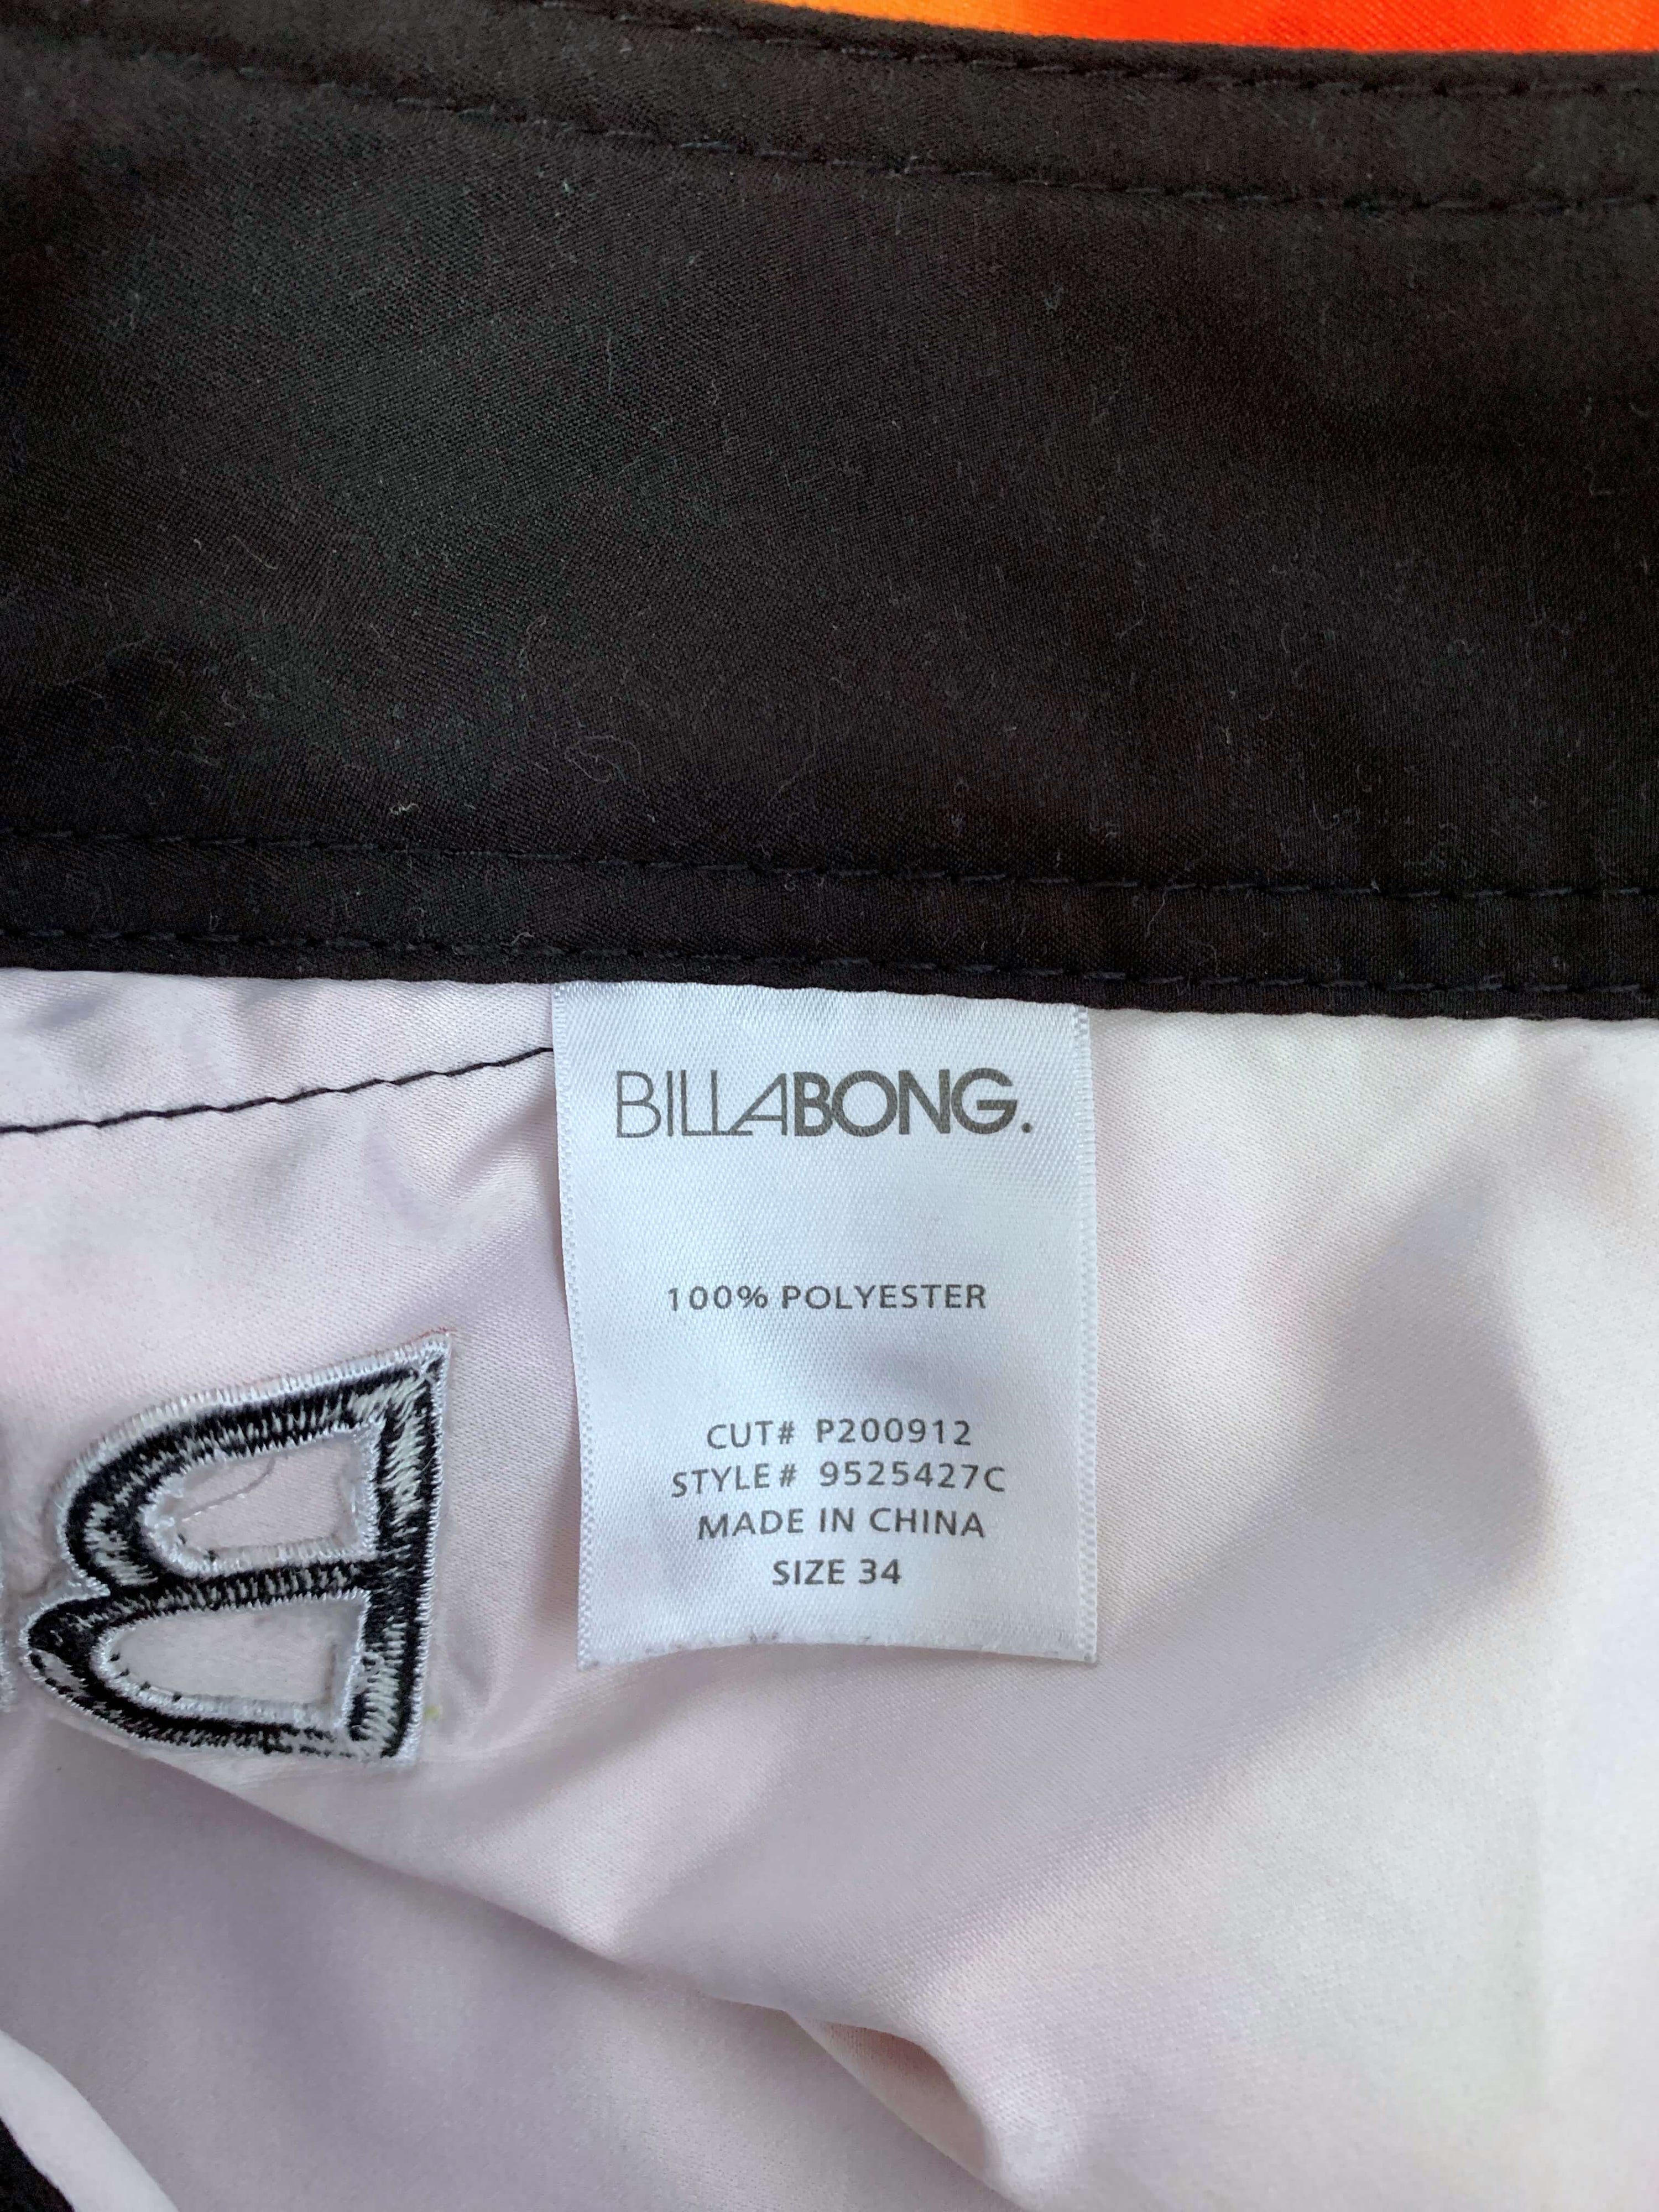 BILLABONG.
100% POLYESTER
CUT# P200912
STYLE# 9525427C
MADE IN CHINA
SIZE 34
B